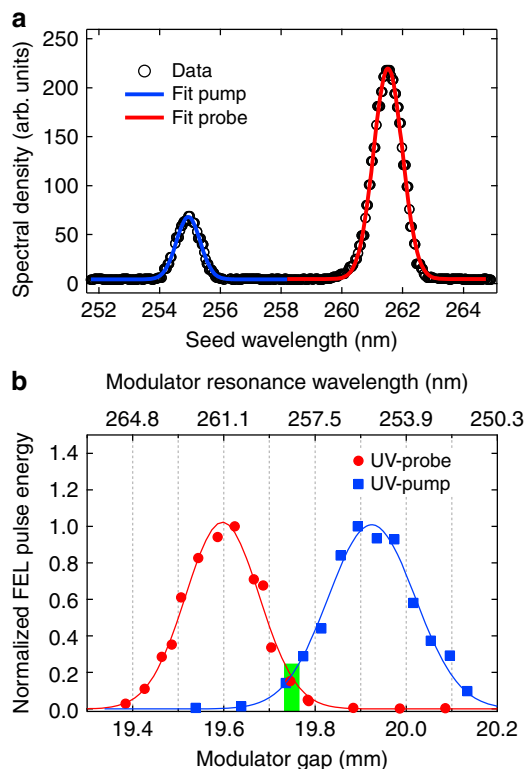 a
Spectral density (arb. units)
250
200
150
100
50
0
Data
Fit pump
Fit probe
252 254 256 258 260 262 264
Seed wavelength (nm)
b
Modulator resonance wavelength (nm)
264.8 261.1 257.5 253.9 250.3
Normalized FEL pulse energy
1.4
1.2
1.0
0.8
0.6
0.4
0.2
0.0
UV-probe
UV-pump
19.4 19.6 19.8 20.0 20.2
Modulator gap (mm)